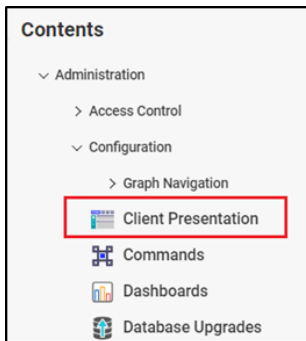 Contents
Administration
Access Control
Configuration
Graph Navigation
Client Presentation
Commands
Dashboards
Database Upgrades